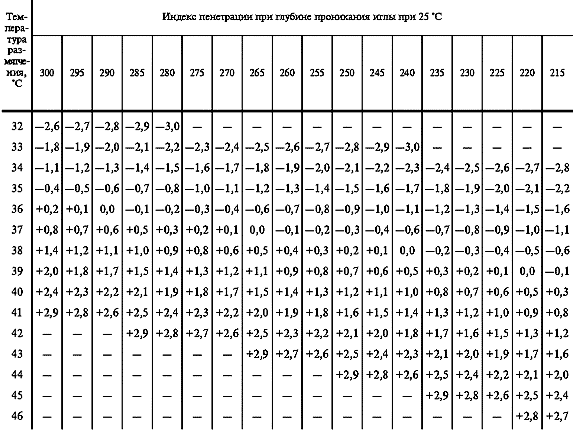 Тем-
пера-
тура
раз-
мягче-
ния,
°С
Индекс пенетрации при глубине проникания иглы при 25 °С
300 295 290 285 280 275 270 265 260 255 250 245 240 235 230 225 220 215
32 —2,6 —2,7 —2,8 —2,9 —3,0 — — — — — — — — — — — — —
33 —1,8 —1,9 —2,0 —2,1 —2,2 —2,3 —2,4 —2,5 —2,6 —2,7 —2,8 —2,9 —3,0 — — — — —
34 —1,1 —1,2 —1,3 —1,4 —1,5 —1,6 —1,7 —1,8 —1,9 —2,0 —2,1 —2,2 —2,3 —2,4 —2,5 —2,6 —2,7 —2,8
35 —0,4 —0,5 —0,6 —0,7 —0,8 —1,0 —1,1 —1,2 —1,3 —1,4 —1,5 —1,6 —1,7 —1,8 —1,9 —2,0 —2,1 —2,2
36 +0,2 +0,1 0,0 —0,1 —0,2 —0,3 —0,4 —0,6 —0,7 —0,8 —0,9 —1,0 —1,1 —1,2 —1,3 —1,4 —1,5 —1,6
37 +0,8 +0,7 +0,6 +0,5 +0,3 +0,2 +0,1 0,0 —0,1 —0,2 —0,3 —0,4 —0,6 —0,7 —0,8 —0,9 —1,0 —1,1
38 +1,4 +1,2 +1,1 +1,0 +0,9 +0,8 +0,6 +0,5 +0,4 +0,3 +0,2 +0,1 0,0 —0,2 —0,3 —0,4 —0,5 —0,6
39 +2,0 +1,8 +1,7 +1,5 +1,4 +1,3 +1,2 +1,1 +0,9 +0,8 +0,7 +0,6 +0,5 +0,3 +0,2 +0,1 0,0 —0,1
40 +2,4 +2,3 +2,2 +2,1 +1,9 +1,8 +1,7 +1,5 +1,4 +1,3 +1,2 +1,1 +1,0 +0,8 +0,7 +0,6 +0,5 +0,3
41 +2,9 +2,8 +2,6 +2,5 +2,4 +2,3 +2,2 +2,0 +1,9 +1,8 +1,6 +1,5 +1,4 +1,3 +1,2 +1,0 +0,9 +0,8
42 — — — +2,9 +2,8 +2,7 +2,6 +2,5 +2,3 +2,2 +2,1 +2,0 +1,8 +1,7 +1,6 +1,5 +1,3 +1,2
43 — — — — — — — +2,9 +2,7 +2,6 +2,5 +2,4 +2,3 +2,1 +2,0 +1,9 +1,7 +1,6
44 — — — — — — — — — — +2,9 +2,8 +2,6 +2,5 +2,4 +2,2 +2,1 +2,0
45 — — — — — — — — — — — — — +2,9 +2,8 +2,6 +2,5 +2,4
46 — — — — — — — — — — — — — — — — +2,8 +2,7